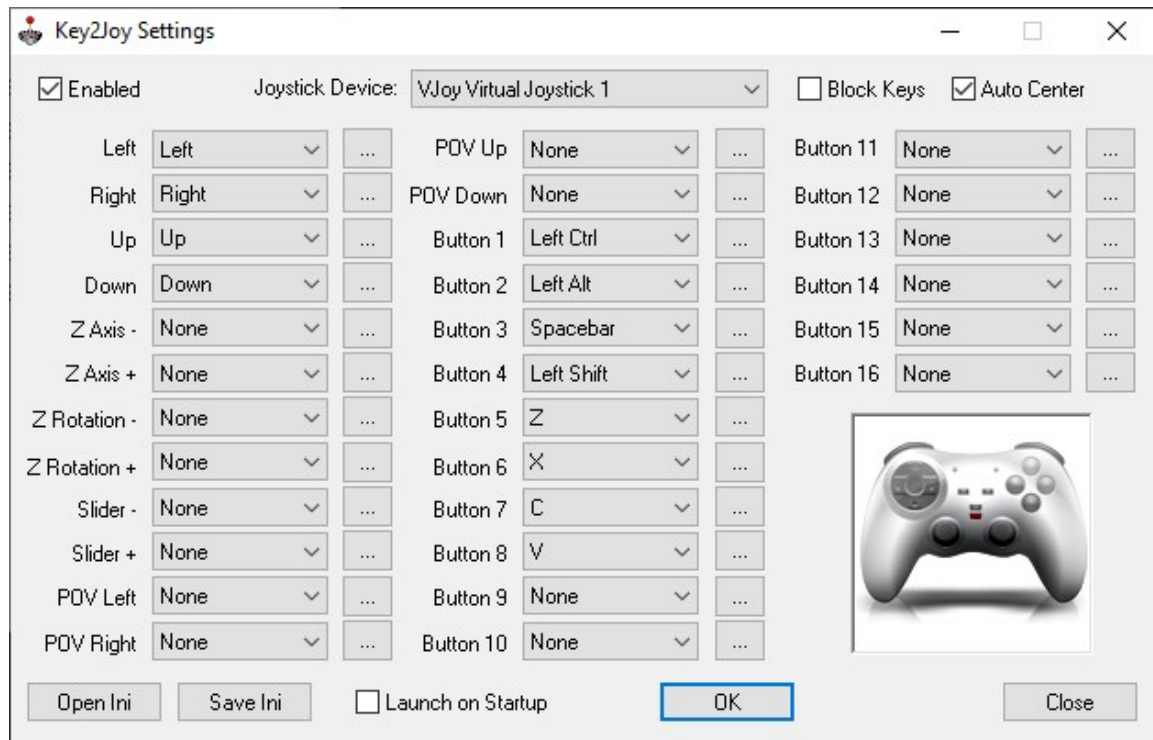 Key2Joy Settings
Enabled Joystick Device: VJoy Virtual Joystick 1 Block Keys Auto Center
Left Left ... POV Up None ... Button 11 None ...
Right Right ... POV Down None ... Button 12 None ...
Up Up ... Button 1 Left Ctrl ... Button 13 None ...
Down Down ... Button 2 Left Alt ... Button 14 None ...
Z Axis - None ... Button 3 Spacebar ... Button 15 None ...
Z Axis + None ... Button 4 Left Shift ... Button 16 None ...
Z Rotation - None ... Button 5 Z ...
Z Rotation + None ... Button 6 X ...
Slider - None ... Button 7 C ...
Slider + None ... Button 8 V ...
POV Left None ... Button 9 None ...
POV Right None ... Button 10 None ...
Open Ini Save Ini Launch on Startup OK Close